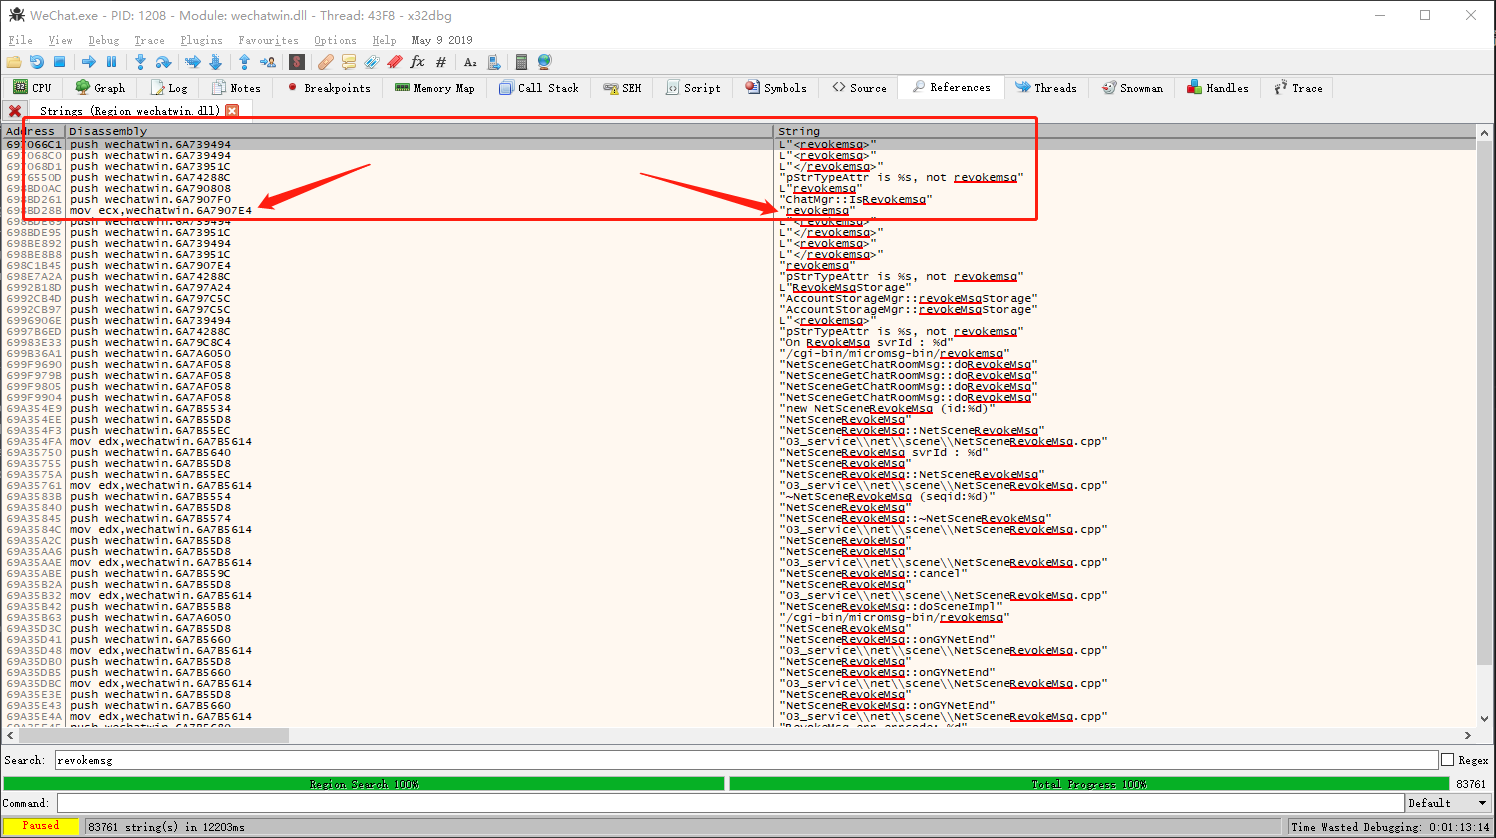 WeChat.exe - PID: 1208 - Module: wechatwin.dll - Thread: 43F8 - x32dbg
File View Debug Trace Plugins Favourites Options Help May 9 2019
CPU Graph Log Notes Breakpoints Memory Map Call Stack SEH Script Symbols Source References Threads Snowman Handles Trace
Strings (Region wechatwin.dll)
Address Disassembly String
697066C1 push wechatwin.6A739494 L"<revokemsg>"
697068C0 push wechatwin.6A739494 L"<revokemsg>"
697068D1 push wechatwin.6A73951C L"</revokemsg>"
6976550D push wechatwin.6A74288C "pStrTypeAttr is %s, not revokemsg"
698BD0AC push wechatwin.6A790808 L"revokemsg"
698BD261 push wechatwin.6A7907F0 "ChatMgr::IsRevokemsg"
698BD28B mov ecx,wechatwin.6A7907E4 "revokemsg"
push wechatwin.6A739494 L"<revokemsg>"
698BDE95 push wechatwin.6A73951C L"</revokemsg>"
698BE892 push wechatwin.6A739494 L"<revokemsg>"
698BE8B8 push wechatwin.6A73951C L"</revokemsg>"
698C1B45 push wechatwin.6A7907E4 "revokemsg"
698E7A2A push wechatwin.6A74288C "pStrTypeAttr is %s, not revokemsg"
6992B18D push wechatwin.6A797A24 L"RevokeMsgStorage"
6992CB4D push wechatwin.6A797C5C "AccountStorageMgr::revokeMsgStorage"
6992CB97 push wechatwin.6A797C5C "AccountStorageMgr::revokeMsgStorage"
6996906E push wechatwin.6A739494 L"<revokemsg>"
6997B6ED push wechatwin.6A74288C "pStrTypeAttr is %s, not revokemsg"
69983E33 push wechatwin.6A79C8C4 "On RevokeMsg svrId : %d"
699B36A1 push wechatwin.6A7A6050 "/cgi-bin/micromsg-bin/revokemsg"
699F9690 push wechatwin.6A7AF058 "NetSceneGetChatRoomMsg::doRevokeMsg"
699F979B push wechatwin.6A7AF058 "NetSceneGetChatRoomMsg::doRevokeMsg"
699F9805 push wechatwin.6A7AF058 "NetSceneGetChatRoomMsg::doRevokeMsg"
699F9904 push wechatwin.6A7AF058 "NetSceneGetChatRoomMsg::doRevokeMsg"
69A354E9 push wechatwin.6A7B5534 "new NetSceneRevokeMsg (id:%d)"
69A354EE push wechatwin.6A7B55D8 "NetSceneRevokeMsg"
69A354F3 push wechatwin.6A7B55EC "NetSceneRevokeMsg::NetSceneRevokeMsg"
69A354FA mov edx,wechatwin.6A7B5614 "03_service\\net\\scene\\NetSceneRevokeMsg.cpp"
69A35750 push wechatwin.6A7B5640 "NetSceneRevokeMsg svrId : %d"
69A35755 push wechatwin.6A7B55D8 "NetSceneRevokeMsg"
69A3575A push wechatwin.6A7B55EC "NetSceneRevokeMsg::NetSceneRevokeMsg"
69A35761 mov edx,wechatwin.6A7B5614 "03_service\\net\\scene\\NetSceneRevokeMsg.cpp"
69A3583B push wechatwin.6A7B5554 "~NetSceneRevokeMsg (seqid:%d)"
69A35840 push wechatwin.6A7B55D8 "NetSceneRevokeMsg"
69A35845 push wechatwin.6A7B5574 "NetSceneRevokeMsg::~NetSceneRevokeMsg"
69A3584C mov edx,wechatwin.6A7B5614 "03_service\\net\\scene\\NetSceneRevokeMsg.cpp"
69A35A2C push wechatwin.6A7B55D8 "NetSceneRevokeMsg"
69A35AA6 push wechatwin.6A7B55D8 "NetSceneRevokeMsg"
69A35AAE mov edx,wechatwin.6A7B5614 "03_service\\net\\scene\\NetSceneRevokeMsg.cpp"
69A35ABE push wechatwin.6A7B559C "NetSceneRevokeMsg::cancel"
69A35B2A push wechatwin.6A7B55D8 "NetSceneRevokeMsg"
69A35B32 mov edx,wechatwin.6A7B5614 "03_service\\net\\scene\\NetSceneRevokeMsg.cpp"
69A35B42 push wechatwin.6A7B55B8 "NetSceneRevokeMsg::doSceneImpl"
69A35B63 push wechatwin.6A7A6050 "/cgi-bin/micromsg-bin/revokemsg"
69A35D3C push wechatwin.6A7B55D8 "NetSceneRevokeMsg"
69A35D41 push wechatwin.6A7B5660 "NetSceneRevokeMsg::onGYNetEnd"
69A35D48 mov edx,wechatwin.6A7B5614 "03_service\\net\\scene\\NetSceneRevokeMsg.cpp"
69A35DB0 push wechatwin.6A7B55D8 "NetSceneRevokeMsg"
69A35DB5 push wechatwin.6A7B5660 "NetSceneRevokeMsg::onGYNetEnd"
69A35DBC mov edx,wechatwin.6A7B5614 "03_service\\net\\scene\\NetSceneRevokeMsg.cpp"
69A35E3E push wechatwin.6A7B55D8 "NetSceneRevokeMsg"
69A35E43 push wechatwin.6A7B5660 "NetSceneRevokeMsg::onGYNetEnd"
69A35E4A mov edx,wechatwin.6A7B5614 "03_service\\net\\scene\\NetSceneRevokeMsg.cpp"
Search: revokemsg Regex
Region Search 100% Total Progress 100% 83761
Command: Default
Paused 83761 string(s) in 12203ms Time Wasted Debugging: 0:01:13:14